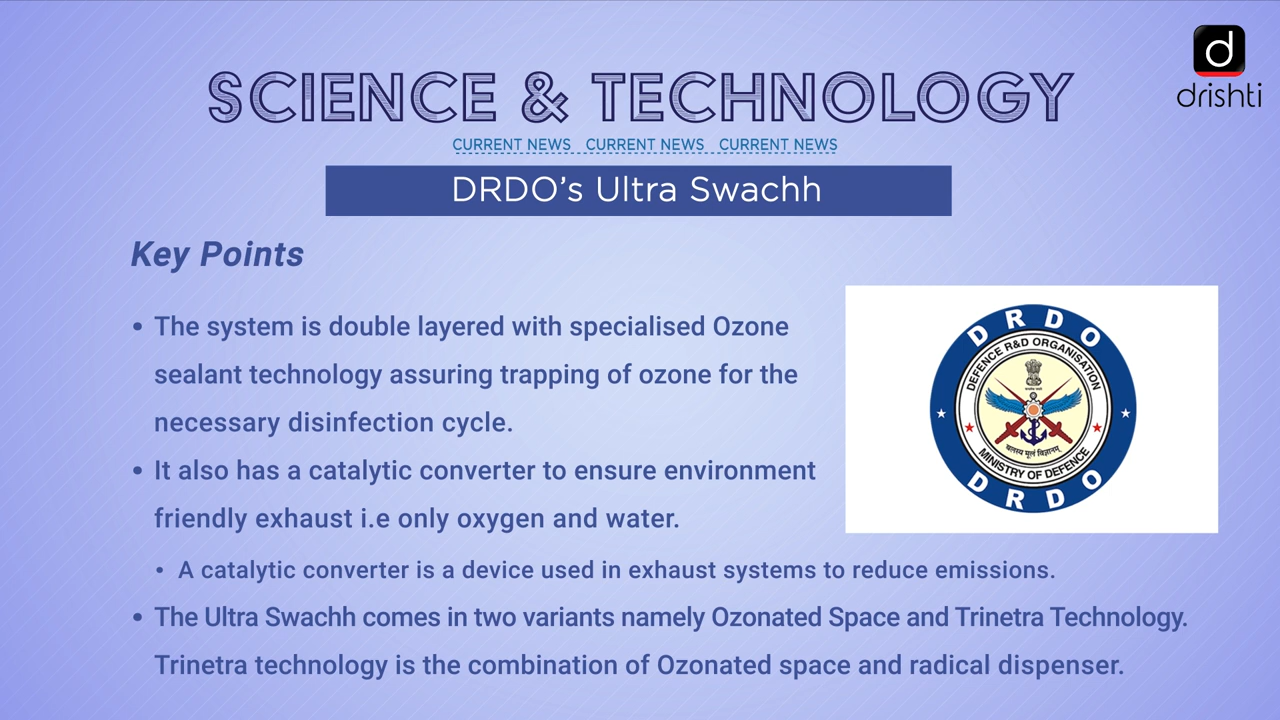 d
drishti
SCIENCE & TECHNOLOGY
CURRENT NEWS CURRENT NEWS CURRENT NEWS
DRDO's Ultra Swachh
Key Points
• The system is double layered with specialised Ozone
sealant technology assuring trapping of ozone for the
necessary disinfection cycle.
• It also has a catalytic converter to ensure environment
friendly exhaust i.e only oxygen and water.
• A catalytic converter is a device used in exhaust systems to reduce emissions.
• The Ultra Swachh comes in two variants namely Ozonated Space and Trinetra Technology.
Trinetra technology is the combination of Ozonated space and radical dispenser.
DRDO
DEFENCE R&D ORGANISATION
बलस्य मूलं विज्ञानम्
MINISTRY OF DEFENCE
DRDO